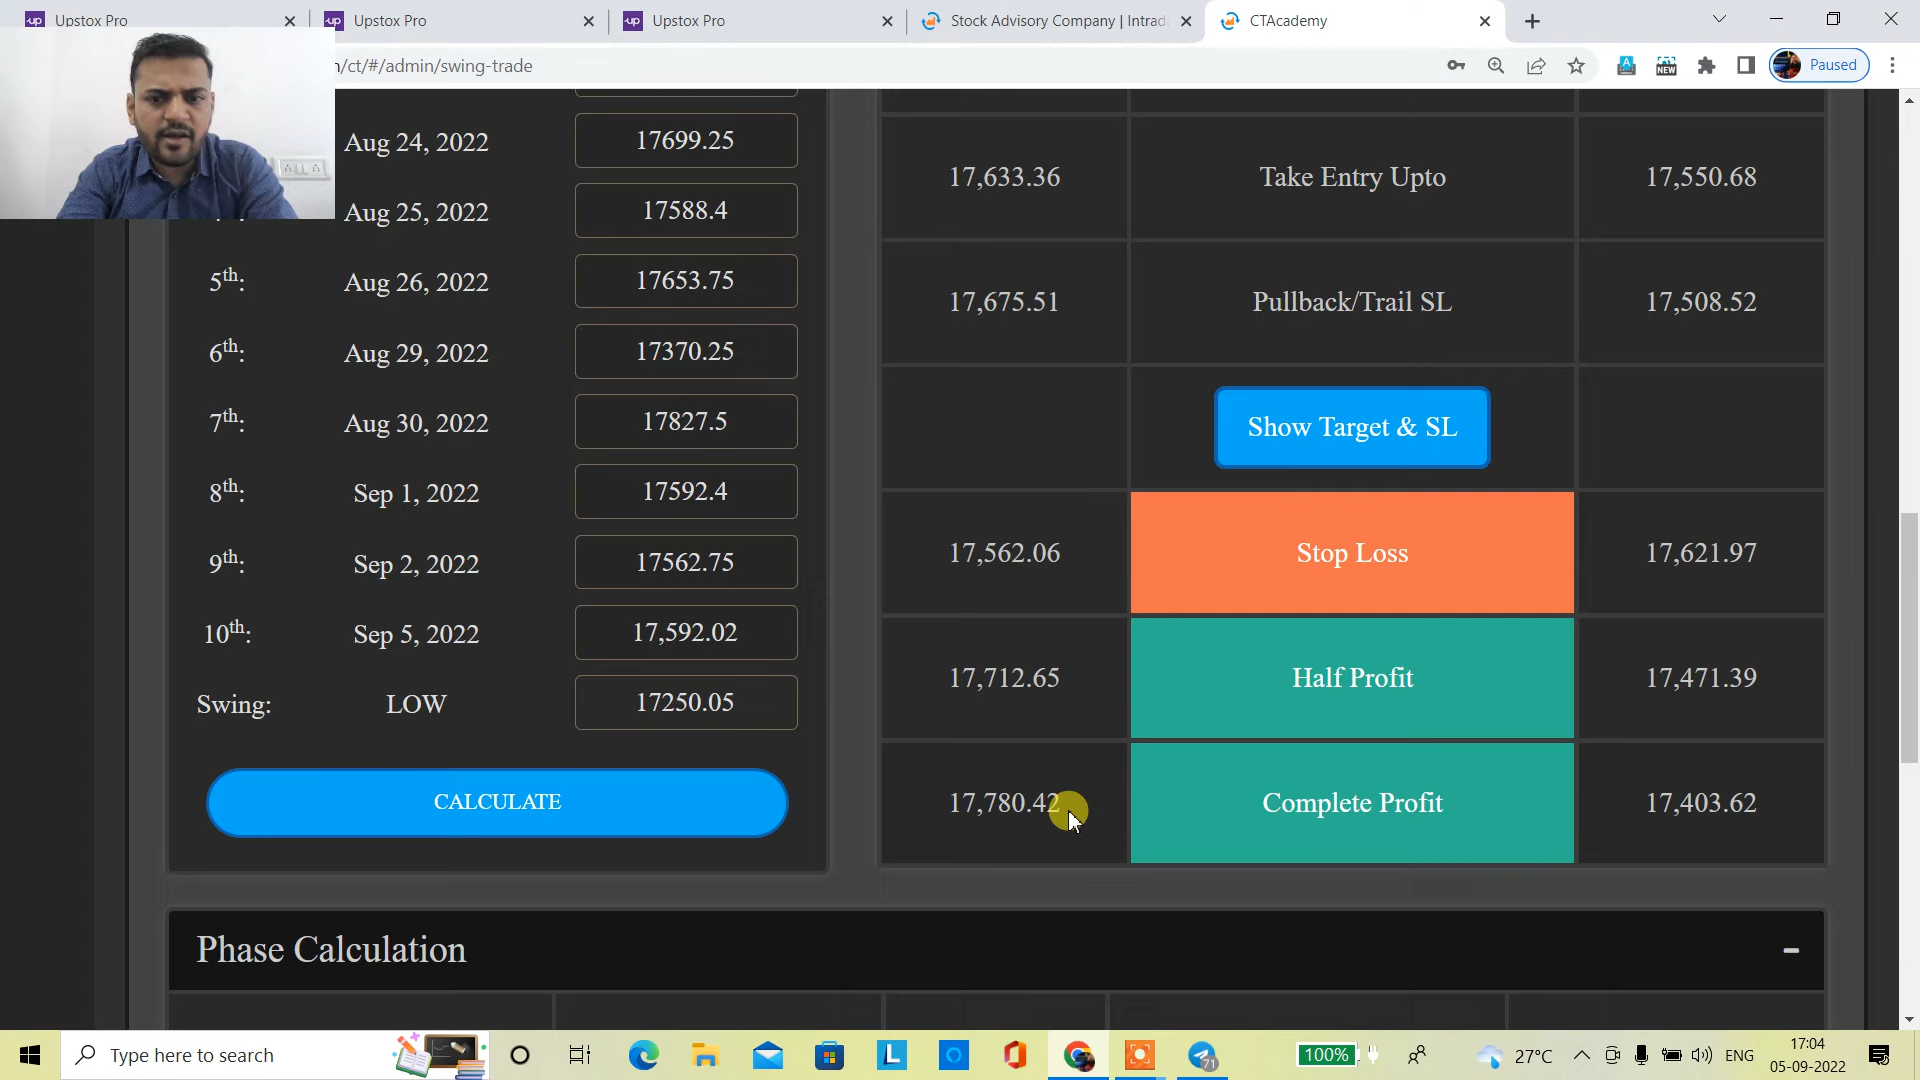 Upstox Pro
Upstox Pro
Upstox Pro
Stock Advisory Company | Intrad
CTAcademy
/ct/#/admin/swing-trade
NEW
Paused
Aug 24, 2022 17699.25
Aug 25, 2022 17588.4
5th: Aug 26, 2022 17653.75
6th: Aug 29, 2022 17370.25
7th: Aug 30, 2022 17827.5
8th: Sep 1, 2022 17592.4
9th: Sep 2, 2022 17562.75
10th: Sep 5, 2022 17,592.02
Swing: LOW 17250.05
CALCULATE
17,633.36 Take Entry Upto 17,550.68
17,675.51 Pullback/Trail SL 17,508.52
Show Target & SL
17,562.06 Stop Loss 17,621.97
17,712.65 Half Profit 17,471.39
17,780.42 Complete Profit 17,403.62
Phase Calculation
Type here to search
L
71
100%
27°C
ENG
17:04
05-09-2022